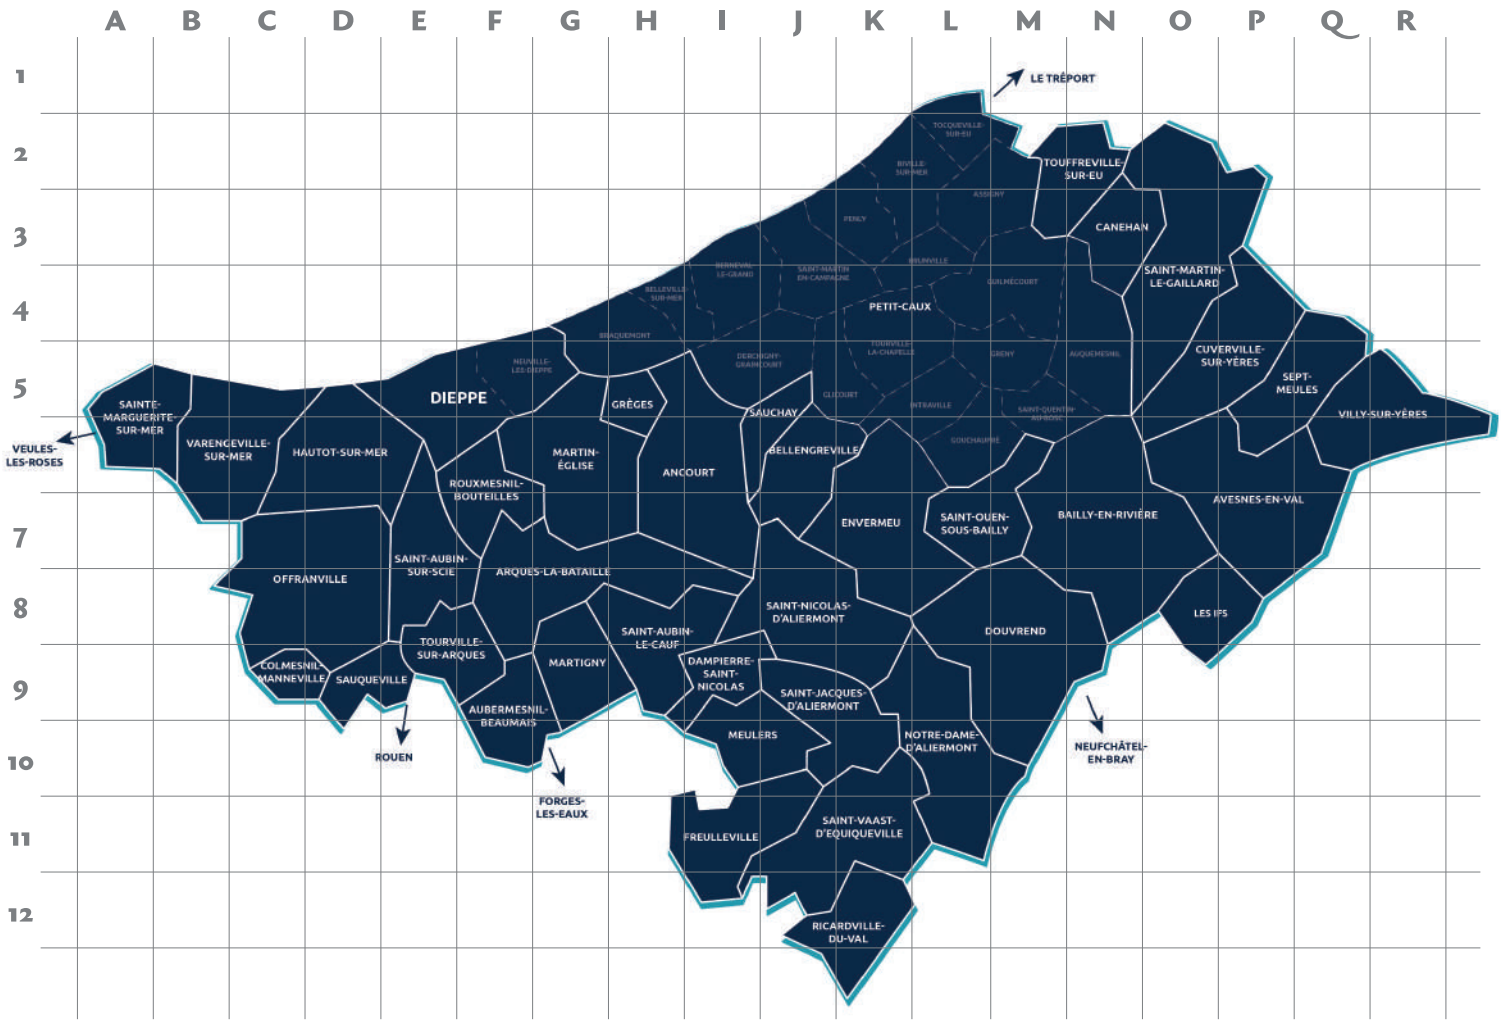 A B C D E F G H I J K L M N O P Q R
1
LE TRÉPORT
2
TOCQUEVILLE-
SUR-EU
BIVILLE-
SUR-MER
TOUFFREVILLE-
SUR-EU
ASSIGNY
3
PENLY
CANEHAN
BRUNVILLE
BERNEVAL-
LE-GRAND
SAINT-MARTIN
EN-CAMPAGNE
SAINT-MARTIN-
LE-GAILLARD
4
BELLEVILLE-
SUR-MER
GUILMÉCOURT
PETIT-CAUX
BRAQUEMONT
TOURVILLE-
LA-CHAPELLE
CUVERVILLE-
SUR-YÈRES
5
NEUVILLE-
LES-DIEPPE
DERCHIGNY-
GRAINCOURT
GRENY
AUQUEMESNIL
SEPT-
MEULES
DIEPPE
GLICOURT
INTRAVILLE
SAINTE-
MARGUERITE-
SUR-MER
GRÈGES
SAUCHAY
SAINT-QUENTIN-
AU-BOSC
VILLY-SUR-YÈRES
VEULES-
LES-ROSES
VARENGEVILLE-
SUR-MER
HAUTOT-SUR-MER
MARTIN-
ÉGLISE
ANCOURT
BELLENGREVILLE
GOUCHAUPRÉ
6
ROUXMESNIL-
BOUTEILLES
AVESNES-EN-VAL
7
ENVERMEU
SAINT-OUEN-
SOUS-BAILLY
BAILLY-EN-RIVIÈRE
OFFRANVILLE
SAINT-AUBIN-
SUR-SCIE
ARQUES-LA-BATAILLE
8
SAINT-NICOLAS-
D'ALIERMONT
LES IFS
TOURVILLE-
SUR-ARQUES
SAINT-AUBIN-
LE-CAUF
DOUVREND
9
COLMESNIL-
MANNEVILLE
SAUQUEVILLE
MARTIGNY
DAMPIERRE-
SAINT-
NICOLAS
SAINT-JACQUES-
D'ALIERMONT
AUBERMESNIL-
BEAUMAIS
10
ROUEN
MEULERS
NOTRE-DAME-
D'ALIERMONT
NEUFCHÂTEL-
EN-BRAY
FORGES-
LES-EAUX
11
FREULLEVILLE
SAINT-VAAST-
D'EQUIQUEVILLE
12
RICARDVILLE-
DU-VAL